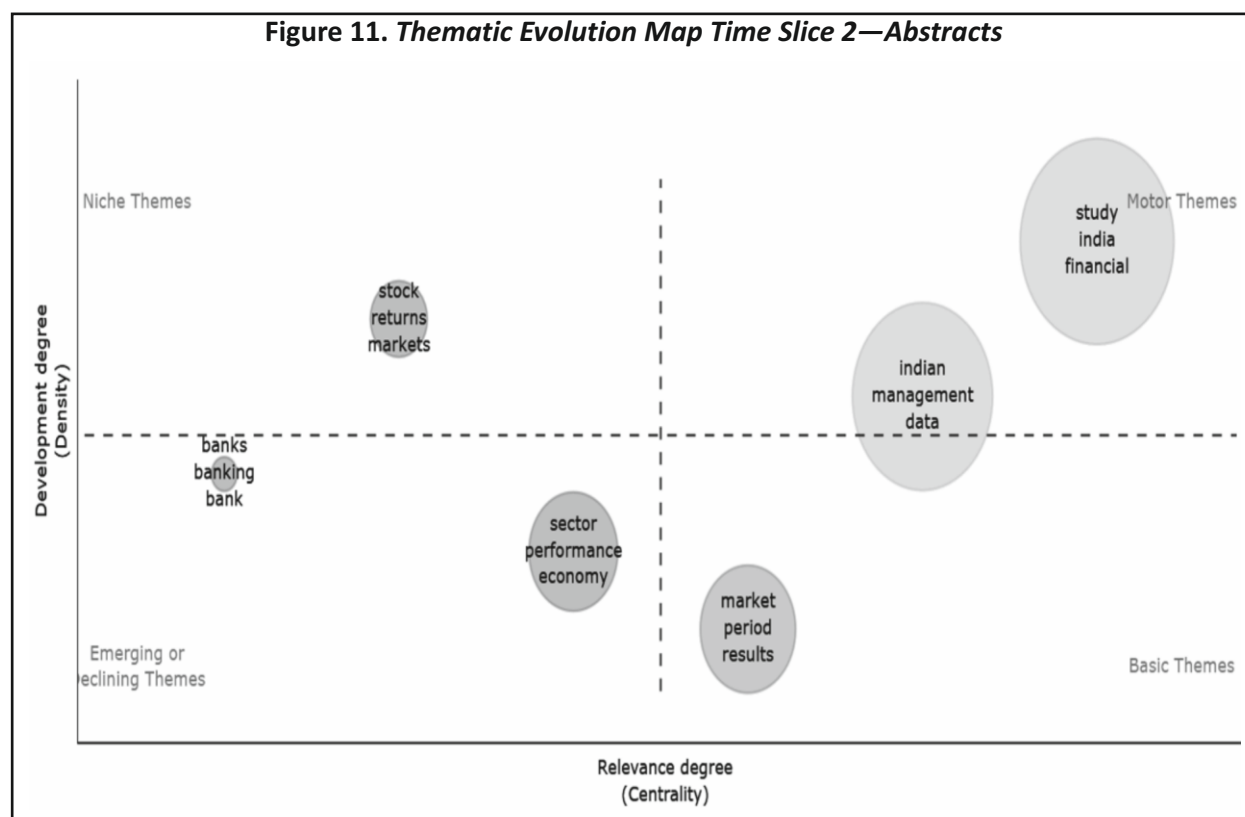 Figure 11. Thematic Evolution Map Time Slice 2—Abstracts
Niche Themes
Motor Themes
study
india
financial
stock
returns
markets
indian
management
data
banks
banking
bank
sector
performance
economy
market
period
results
Emerging or
eclining Themes
Basic Themes
Development degree
(Density)
Relevance degree
(Centrality)